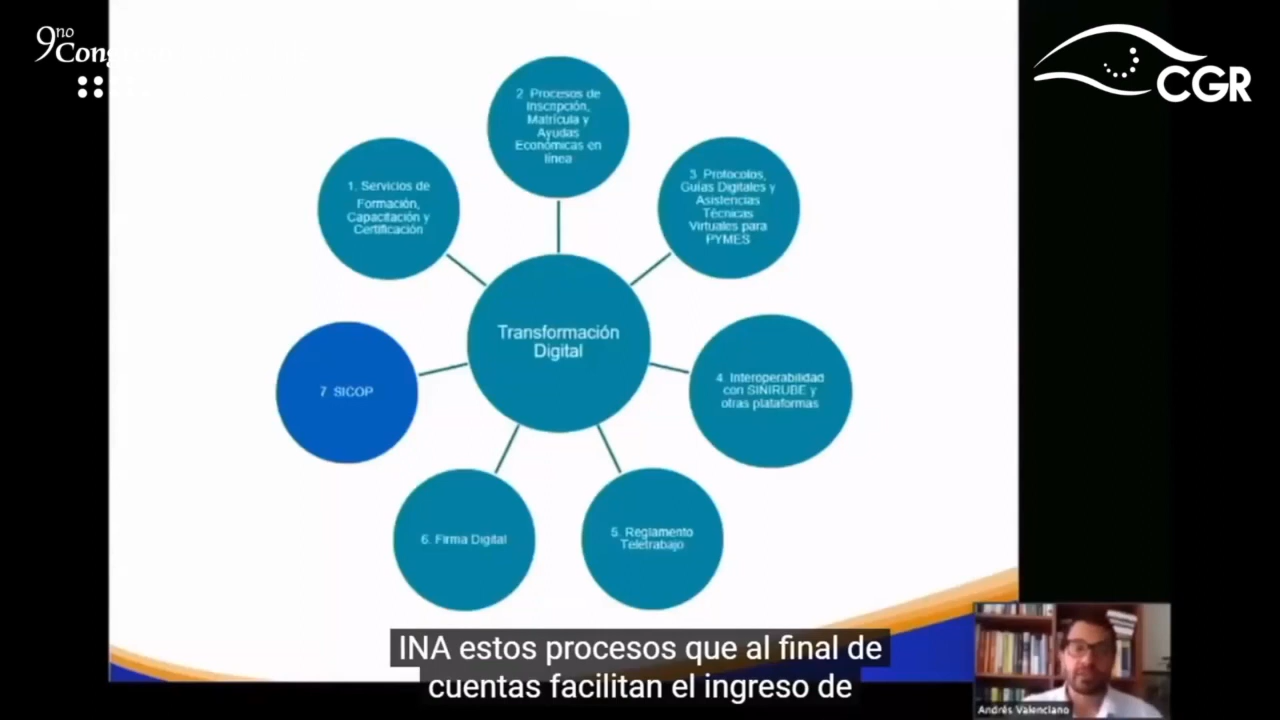 9no
Cong
CGR
2 Procesos de
Inscripción,
Matrícula y
Ayudas
Económicas en
línea
1. Servicios de
Formación,
Capacitación y
Certificación
3 Protocolos,
Guías Digitales y
Asistencias
Técnicas
Virtuales para
PYMES
Transformación
Digital
7 SICOP
4. Interoperabilidad
con SINIRUBE y
otras plataformas
6. Firma Digital
5. Reglamento
Teletrabajo
INA estos procesos que al final de
cuentas facilitan el ingreso de
Andrés Valenciano